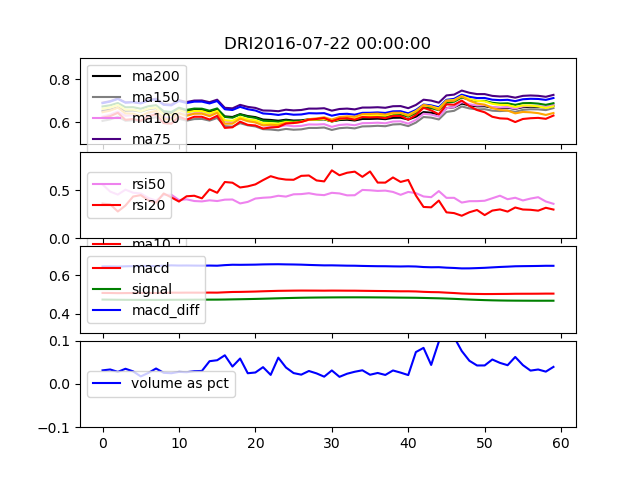 DRI2016-07-22 00:00:00
0.8
0.6
ma200
ma150
ma100
ma75
0.5
0.0
rsi50
rsi20
ma10
0.6
0.4
macd
signal
macd_diff
0.1
0.0
−0.1
volume as pct
0 10 20 30 40 50 60